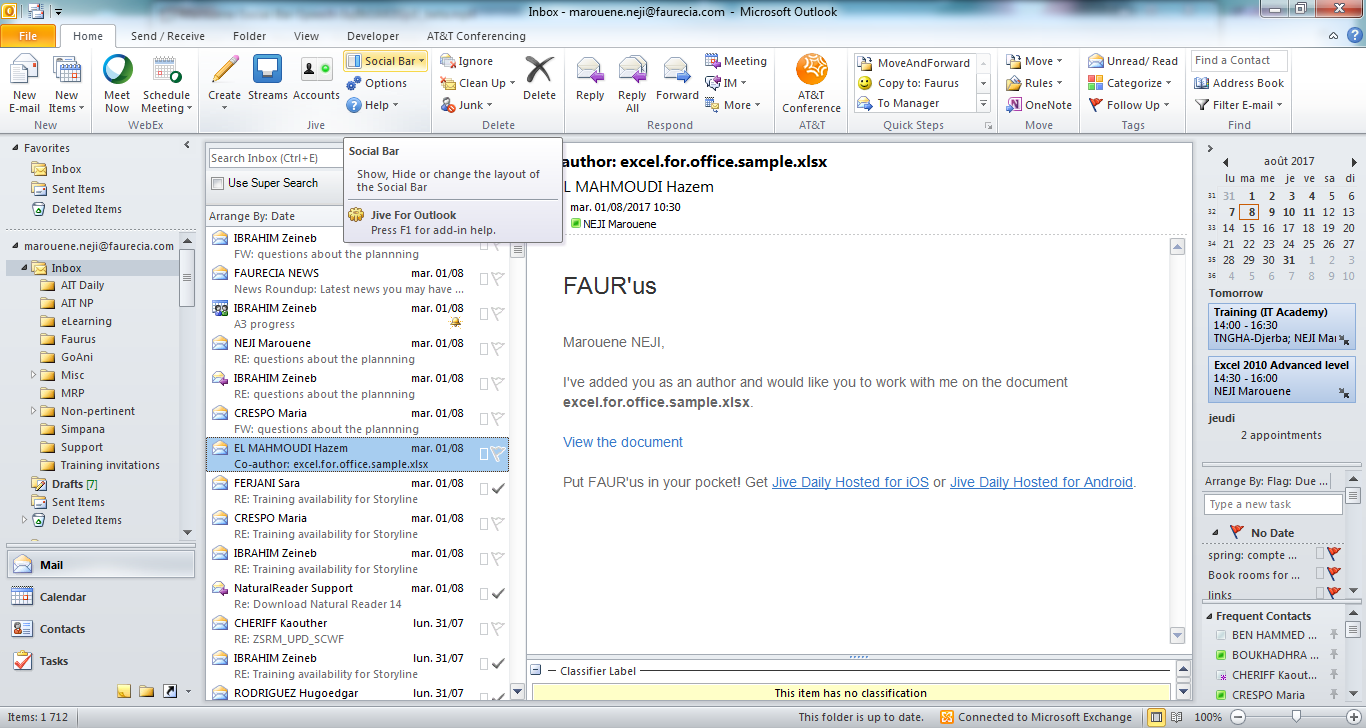 Inbox - marouene.neji@faurecia.com - Microsoft Outlook
File Home Send / Receive Folder View Developer AT&T Conferencing
New E-mail
New Items
New
Meet Now
Schedule Meeting
WebEx
Create
Streams
Accounts
Social Bar
Options
Help
Jive
Ignore
Clean Up
Junk
Delete
Delete
Reply
Reply All
Forward
Meeting
IM
More
Respond
AT&T Conference
AT&T
MoveAndForward
Copy to: Faurus
To Manager
Quick Steps
Move
Rules
OneNote
Move
Unread/ Read
Categorize
Follow Up
Tags
Find a Contact
Address Book
Filter E-mail
Find
Favorites
Inbox
Sent Items
Deleted Items
marouene.neji@faurecia.com
Inbox
AIT Daily
AIT NP
eLearning
Faurus
GoAni
Misc
MRP
Non-pertinent
Simpana
Support
Training invitations
Drafts [7]
Sent Items
Deleted Items
Mail
Calendar
Contacts
Tasks
Search Inbox (Ctrl+E)
Use Super Search
Arrange By: Date
Social Bar
Show, Hide or change the layout of
the Social Bar
Jive For Outlook
Press F1 for add-in help.
IBRAHIM Zeineb
FW: questions about the plannning
FAURECIA NEWS mar. 01/08
News Roundup: Latest news you may have ...
IBRAHIM Zeineb mar. 01/08
A3 progress
NEJI Marouene mar. 01/08
RE: questions about the plannning
IBRAHIM Zeineb mar. 01/08
RE: questions about the plannning
CRESPO Maria mar. 01/08
FW: questions about the plannning
EL MAHMOUDI Hazem mar. 01/08
Co-author: excel.for.office.sample.xlsx
FERJANI Sara mar. 01/08
RE: Training availability for Storyline
CRESPO Maria mar. 01/08
RE: Training availability for Storyline
IBRAHIM Zeineb mar. 01/08
RE: Training availability for Storyline
NaturalReader Support mar. 01/08
Re: Download Natural Reader 14
CHERIFF Kaouther lun. 31/07
RE: ZSRM_UPD_SCWF
IBRAHIM Zeineb lun. 31/07
RE: Training availability for Storyline
RODRIGUEZ Hugoedgar lun. 31/07
author: excel.for.office.sample.xlsx
EL MAHMOUDI Hazem
mar. 01/08/2017 10:30
NEJI Marouene
FAUR'us
Marouene NEJI,
I've added you as an author and would like you to work with me on the document
excel.for.office.sample.xlsx.
View the document
Put FAUR'us in your pocket! Get Jive Daily Hosted for iOS or Jive Daily Hosted for Android.
Classifier Label
This item has no classification
août 2017
lu ma me je ve sa di
31 31 1 2 3 4 5 6
32 7 8 9 10 11 12 13
33 14 15 16 17 18 19 20
34 21 22 23 24 25 26 27
35 28 29 30 31 1 2 3
36 4 5 6 7 8 9 10
Tomorrow
Training (IT Academy)
14:00 - 16:30
TNGHA-Djerba; NEJI Mar
Excel 2010 Advanced level
14:30 - 16:00
NEJI Marouene
jeudi
2 appointments
Arrange By: Flag: Due ...
Type a new task
No Date
spring: compte ...
Book rooms for ...
links
Frequent Contacts
BEN HAMMED ...
BOUKHADHRA ...
CHERIFF Kaout...
CRESPO Maria
Items: 1 712
This folder is up to date.
Connected to Microsoft Exchange
100%